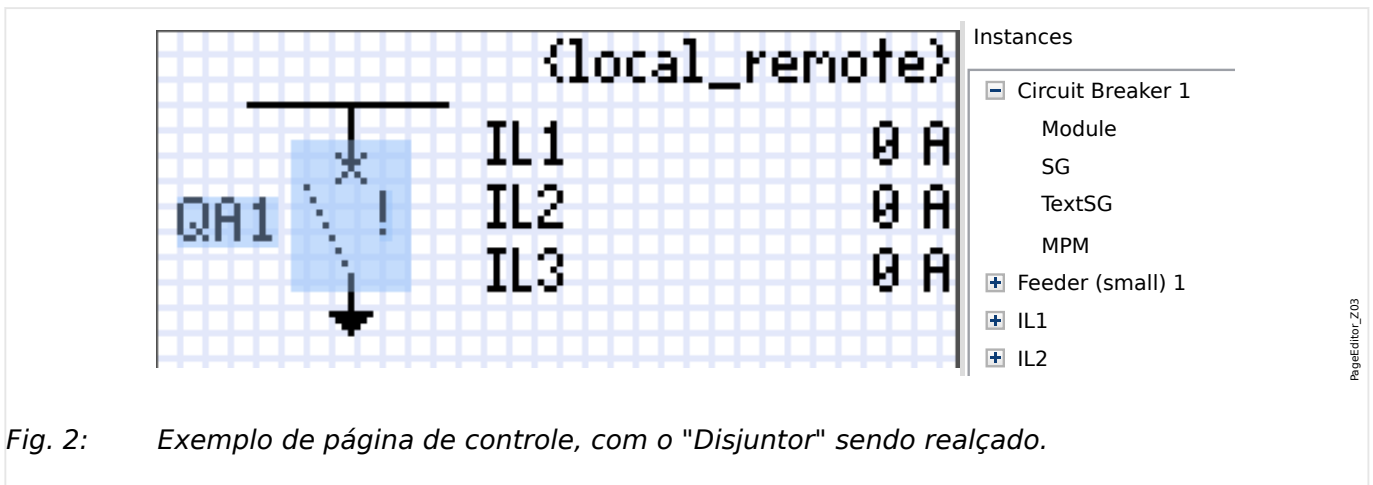 {local_remote}
IL1 0 A
IL2 0 A
IL3 0 A
QA1
!
Instances
Circuit Breaker 1
Module
SG
TextSG
MPM
Feeder (small) 1
IL1
IL2
PageEditor_Z03
Fig. 2: Exemplo de página de controle, com o "Disjuntor" sendo realçado.